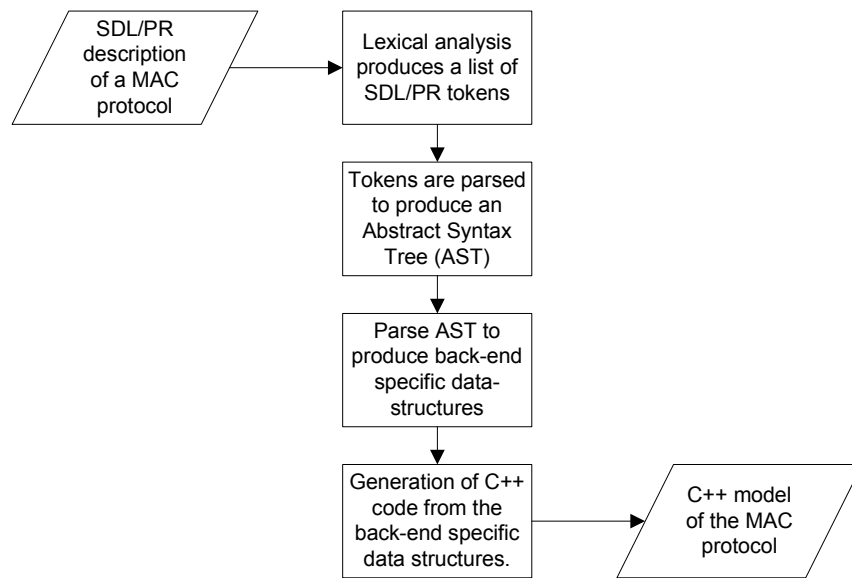 SDL/PR
description
of a MAC
protocol
Lexical analysis
produces a list of
SDL/PR tokens
Tokens are parsed
to produce an
Abstract Syntax
Tree (AST)
Parse AST to
produce back-end
specific data-
structures
Generation of C++
code from the
back-end specific
data structures.
C++ model
of the MAC
protocol